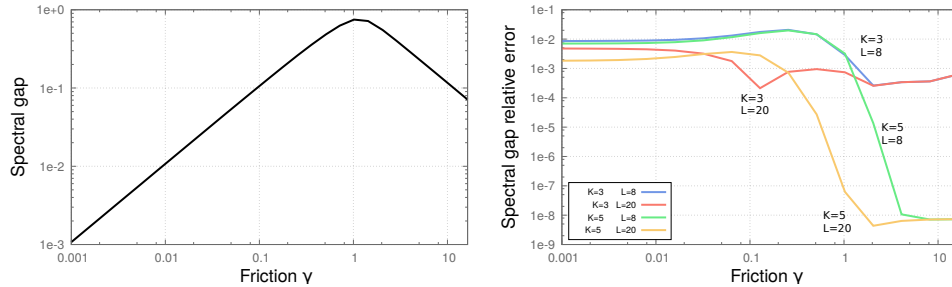 Spectral gap
1e+0
1e-1
1e-2
1e-3
0.001
0.01
0.1
1
10
Friction γ
Spectral gap relative error
1e-1
1e-2
1e-3
1e-4
1e-5
1e-6
1e-7
1e-8
1e-9
K=3
L=8
K=3
L=20
K=5
L=8
K=5
L=20
K=3 L=8
K=3 L=20
K=5 L=8
K=5 L=20
0.001
0.01
0.1
1
10
Friction γ